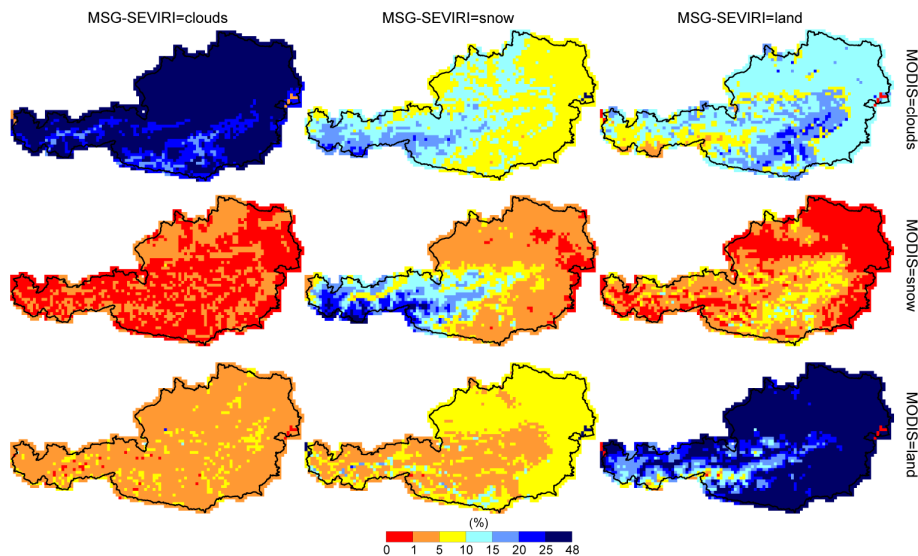 MSG-SEVIRI=clouds MSG-SEVIRI=snow MSG-SEVIRI=land
MODIS=clouds
MODIS=snow
MODIS=land
(%)
0 1 5 10 15 20 25 48